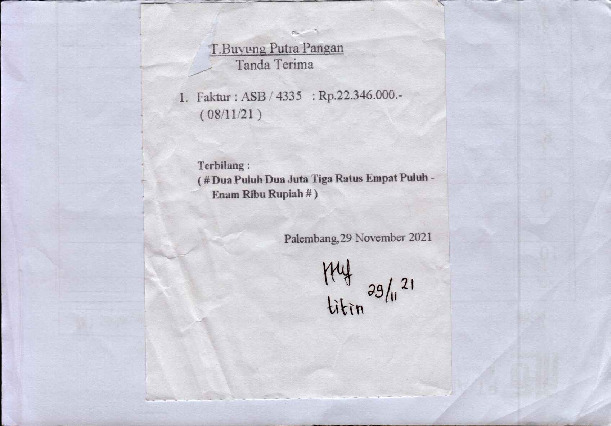 T.Buyung Putra Pangan
Tanda Terima
1. Faktur : ASB / 4335 : Rp.22.346.000.-
( 08/11/21 )
Terbilang :
( # Dua Puluh Dua Juta Tiga Ratus Empat Puluh -
Enam Ribu Rupiah # )
Palembang,29 November 2021
29/11 21
titin